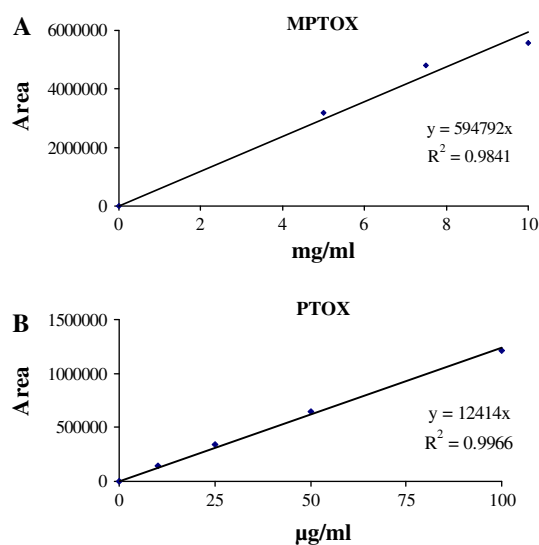 A
MPTOX
6000000
4000000
2000000
0
Area
y = 594792x
R² = 0.9841
0 2 4 6 8 10
mg/ml
B
PTOX
1500000
1000000
500000
0
Area
y = 12414x
R² = 0.9966
0 25 50 75 100
µg/ml